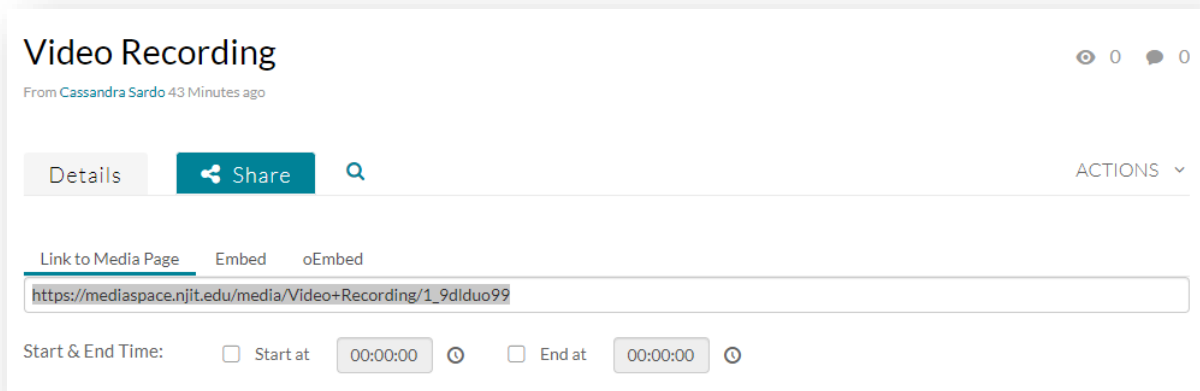 Video Recording
0 0
From Cassandra Sardo 43 Minutes ago
Details Share ACTIONS
Link to Media Page Embed oEmbed
https://mediaspace.njit.edu/media/Video+Recording/1_9dlduo99
Start & End Time: Start at 00:00:00 End at 00:00:00